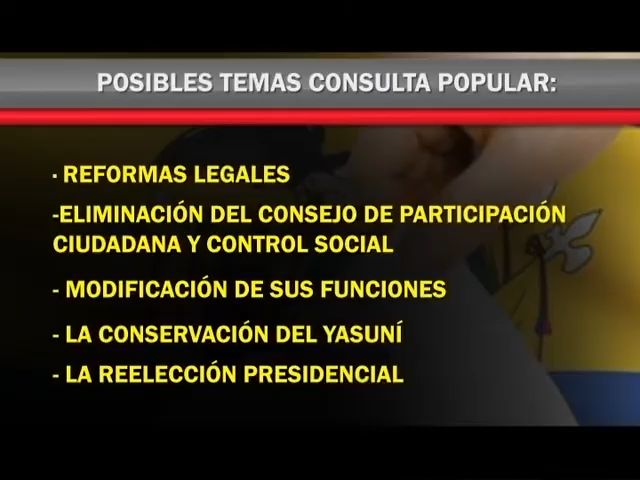 POSIBLES TEMAS CONSULTA POPULAR:
· REFORMAS LEGALES
-ELIMINACIÓN DEL CONSEJO DE PARTICIPACIÓN
CIUDADANA Y CONTROL SOCIAL
- MODIFICACIÓN DE SUS FUNCIONES
- LA CONSERVACIÓN DEL YASUNÍ
- LA REELECCIÓN PRESIDENCIAL